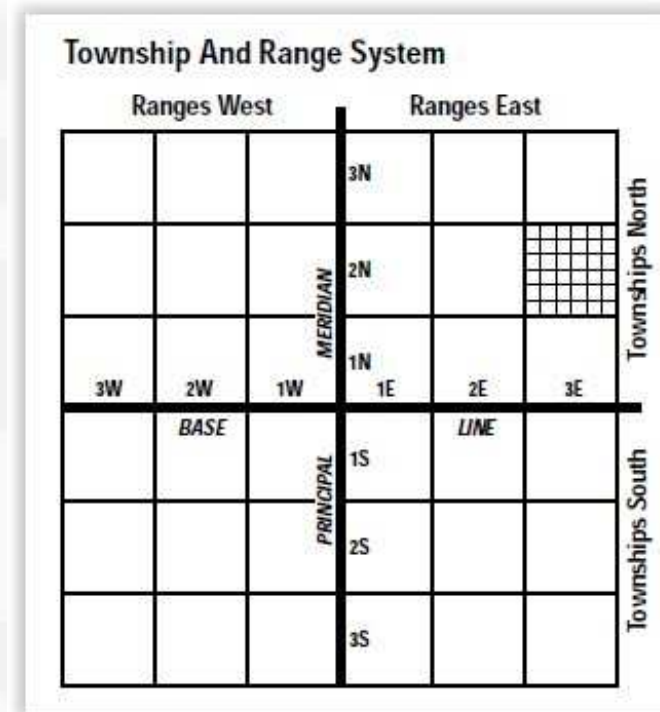 Township And Range System
Ranges West
Ranges East
3N
2N
1N
Townships North
MERIDIAN
3W 2W 1W 1E 2E 3E
BASE
LINE
PRINCIPAL
1S
2S
3S
Townships South